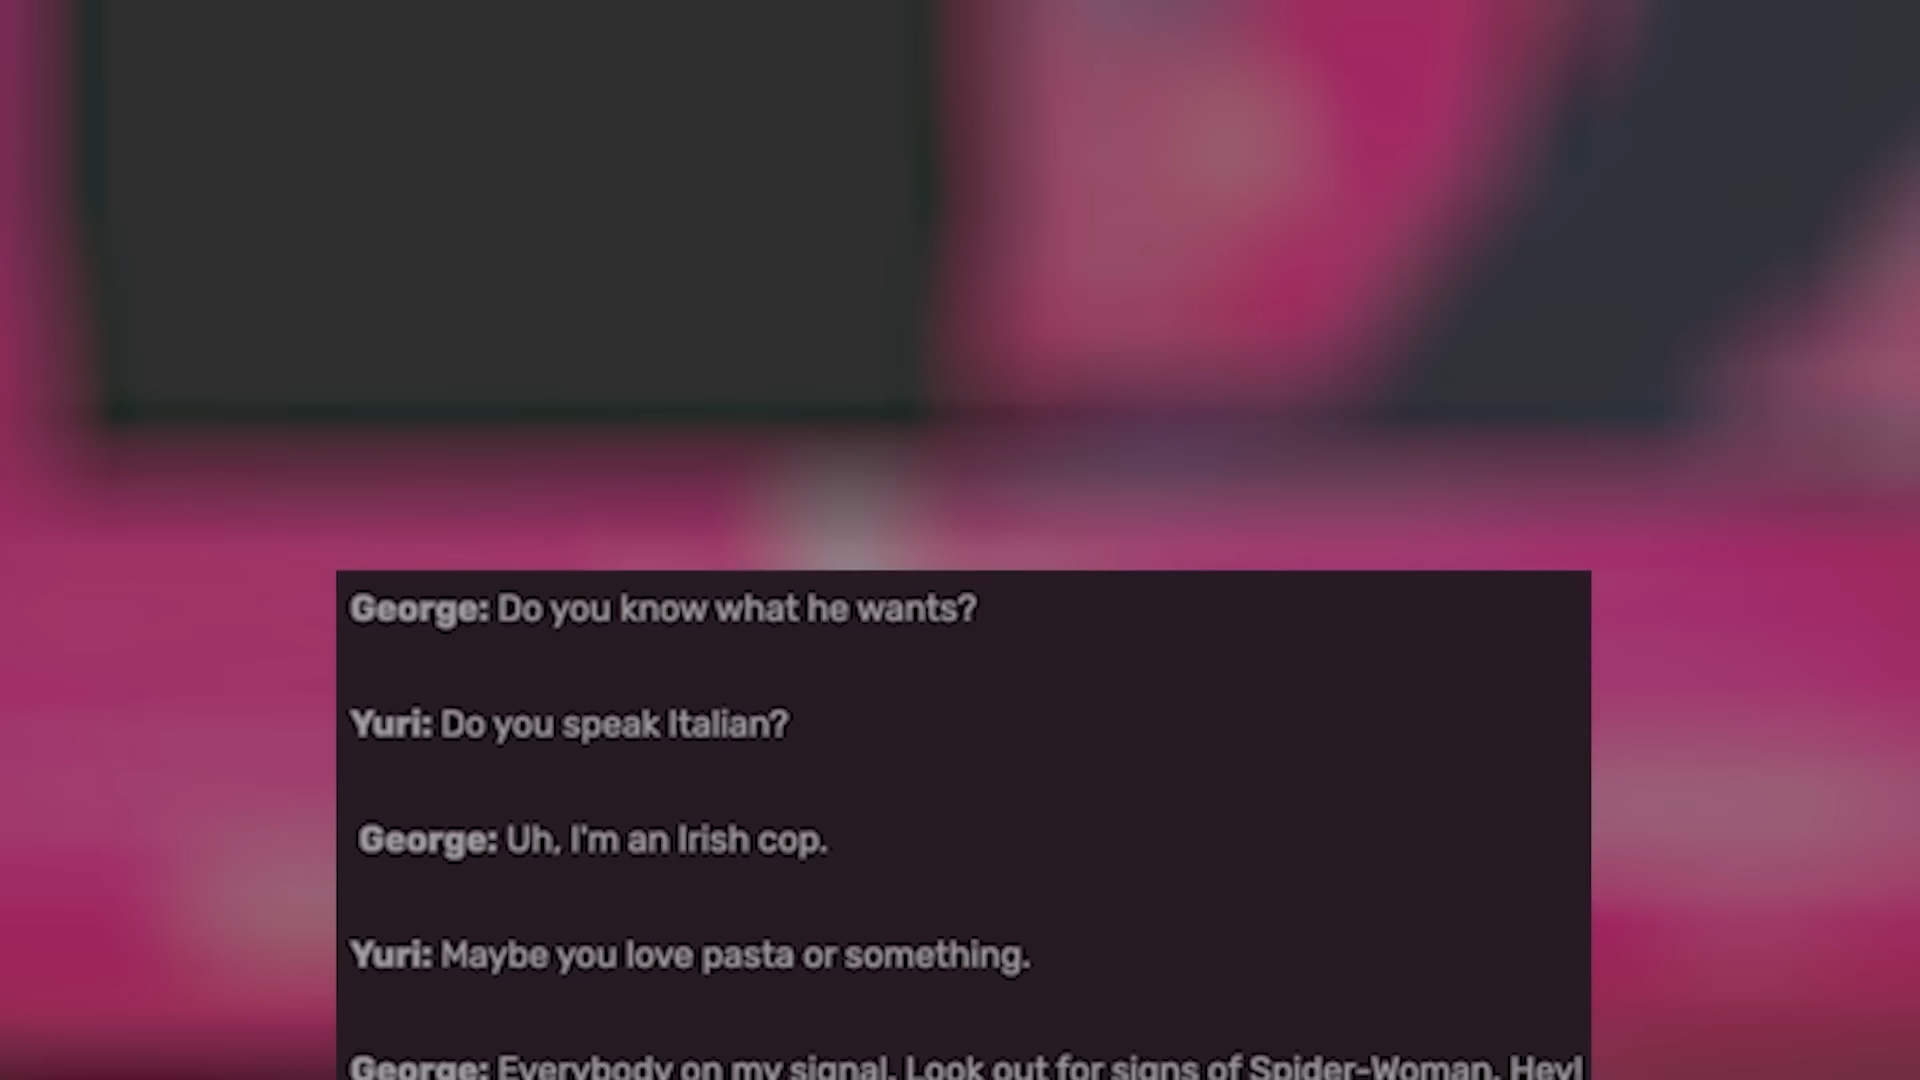 George: Do you know what he wants?
Yuri: Do you speak Italian?
George: Uh, I'm an Irish cop.
Yuri: Maybe you love pasta or something.
George: Everybody on my signal. Look out for signs of Spider-Woman. Hey!